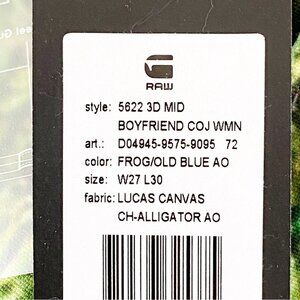 RAW
style: 5622 3D MID
BOYFRIEND COJ WMN
art.: D04945-9575-9095 72
color: FROG/OLD BLUE AO
size: W27 L30
fabric: LUCAS CANVAS
CH-ALLIGATOR AO